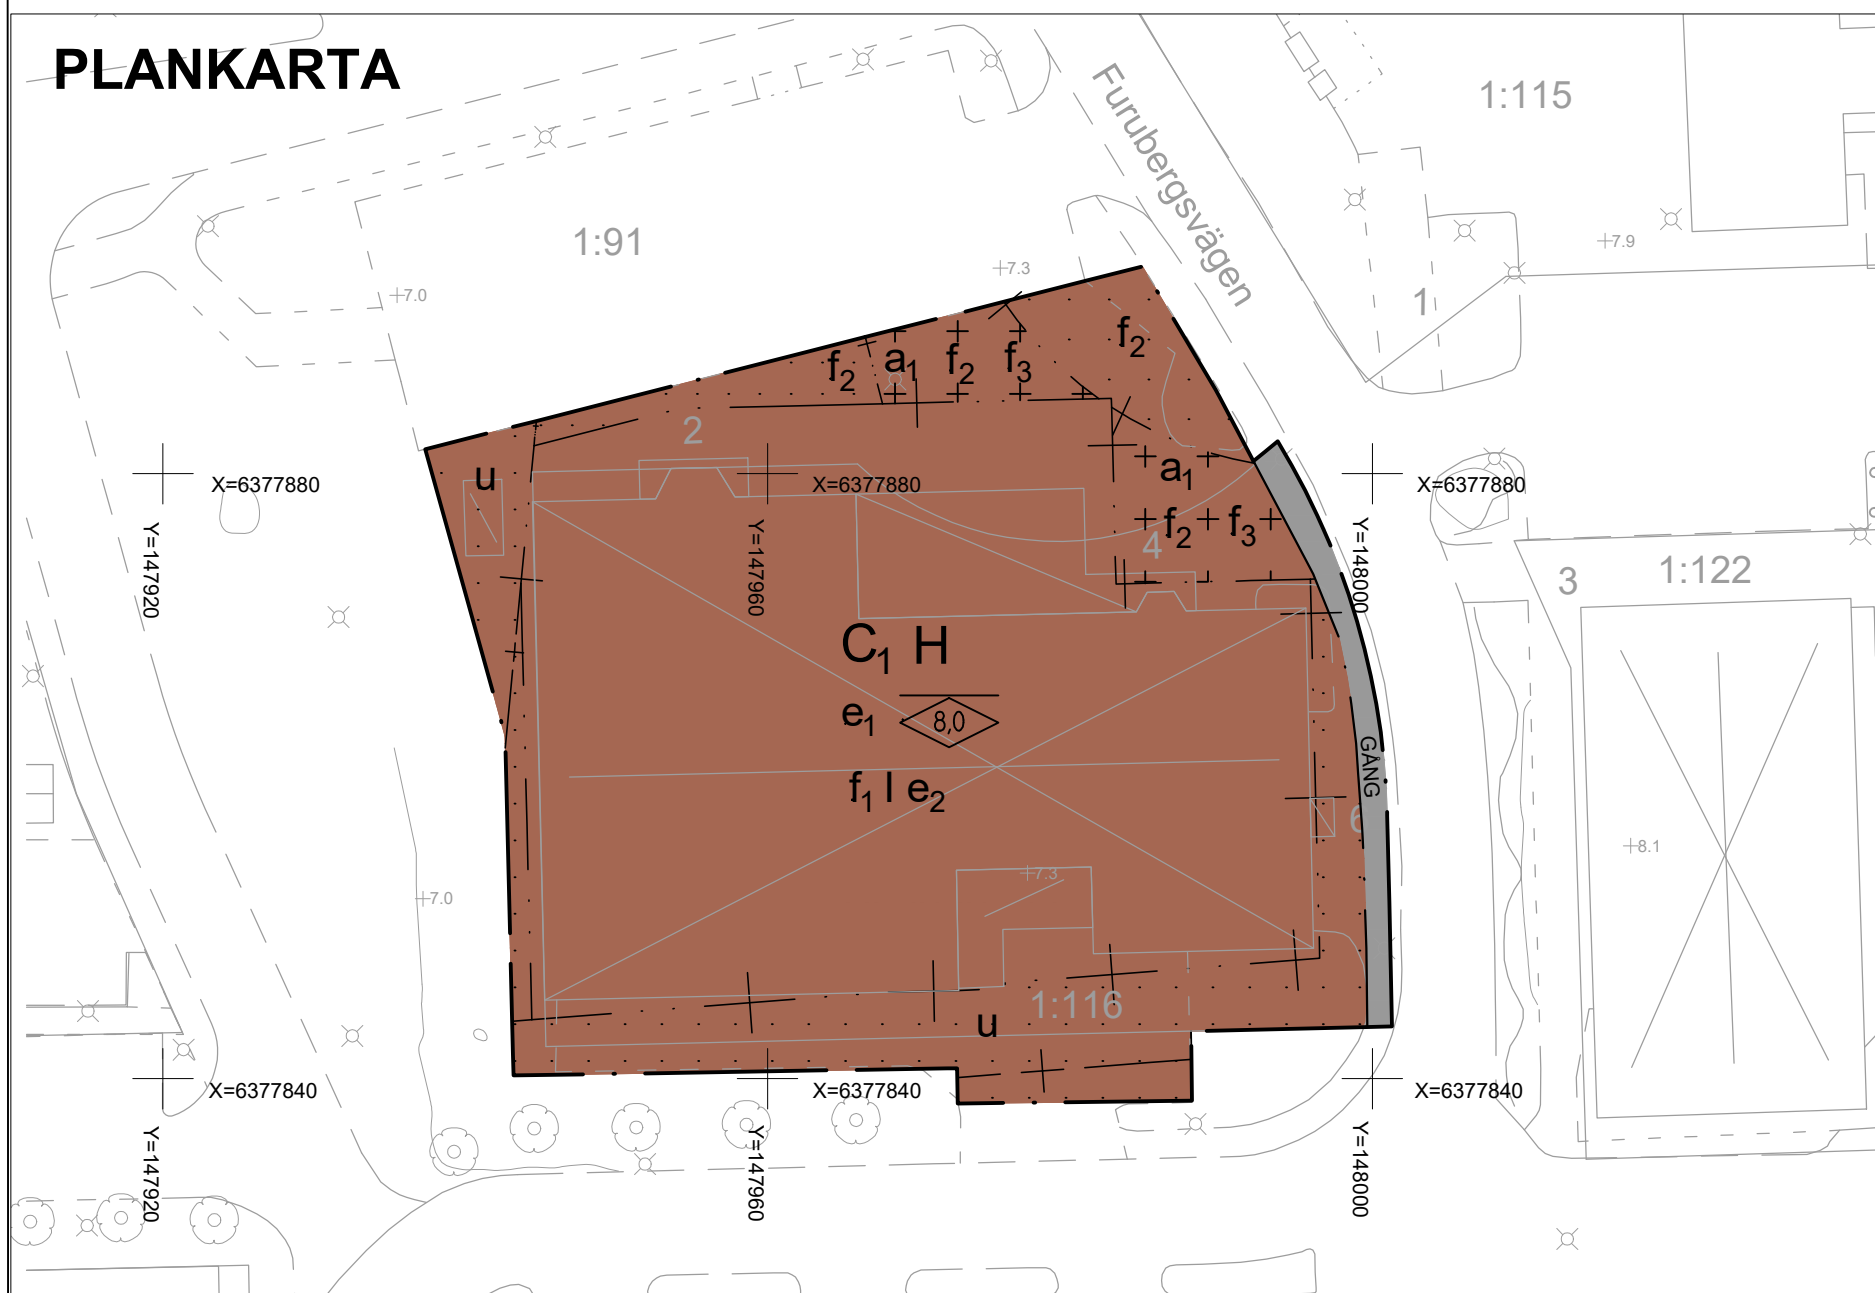 PLANKARTA
1:115
Furubergsvägen
1:91
7.9
7.3
7.0
1
f2
f2 a1 f2 f3
2
u
a1
X=6377880
X=6377880
X=6377880
f2 f3
4
Y=147920
Y=147960
Y=148000
3
1:122
C1 H
e1
8,0
GÅNG
f1 I e2
6
8.1
7.3
7.0
1:116
u
X=6377840
X=6377840
X=6377840
Y=147920
Y=147960
Y=148000